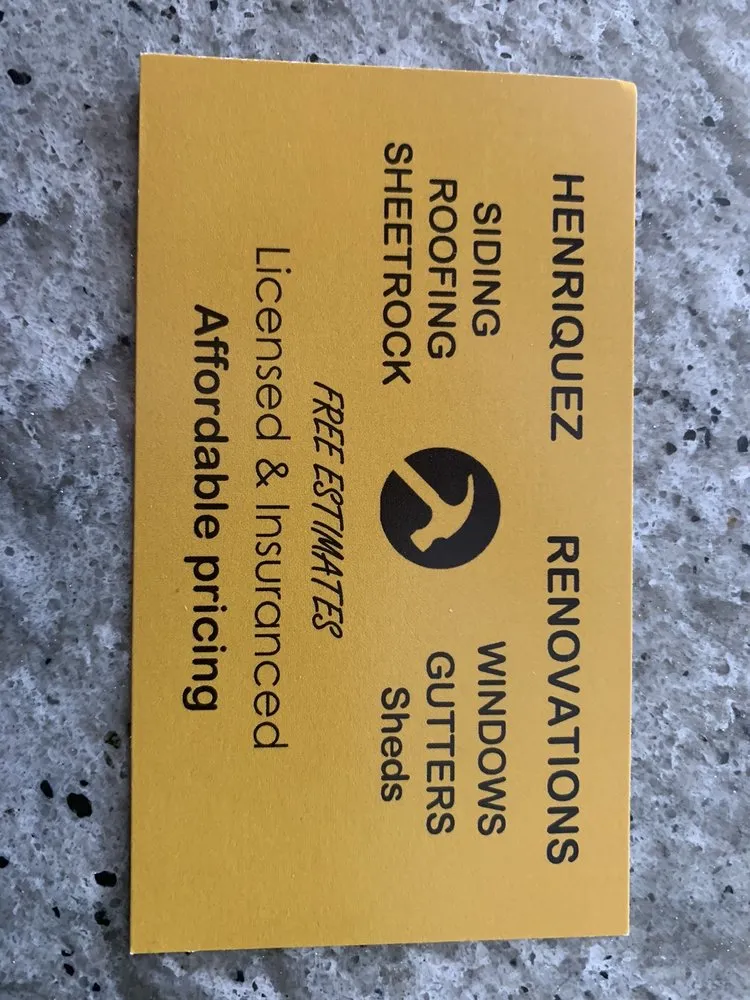 HENRIQUEZ RENOVATIONS
SIDING
ROOFING
SHEETROCK
WINDOWS
GUTTERS
Sheds
FREE ESTIMATES
Licensed & Insuranced
Affordable pricing